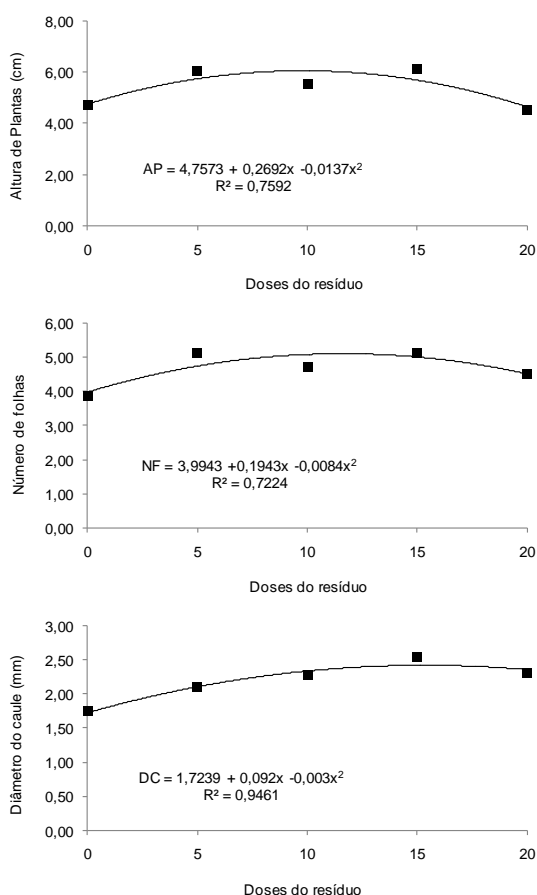 8,00
6,00
4,00
2,00
0,00
Altura de Plantas (cm)
AP = 4,7573 + 0,2692x -0,0137x²
R² = 0,7592
0 5 10 15 20
Doses do resíduo
6,00
5,00
4,00
3,00
2,00
1,00
0,00
Número de folhas
NF = 3,9943 +0,1943x -0,0084x²
R² = 0,7224
0 5 10 15 20
Doses do resíduo
3,00
2,50
2,00
1,50
1,00
0,50
0,00
Diâmetro do caule (mm)
DC = 1,7239 + 0,092x -0,003x²
R² = 0,9461
0 5 10 15 20
Doses do resíduo